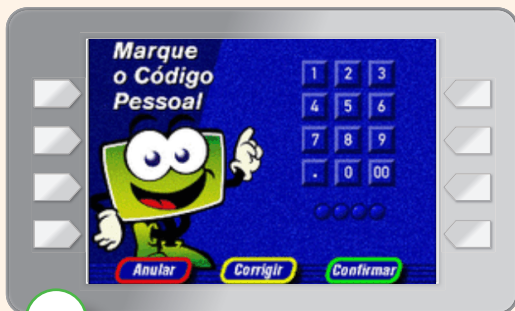 Marque
o Código
Pessoal
1 2 3
4 5 6
7 8 9
. 0 00
Anular Corrigir Confirmar